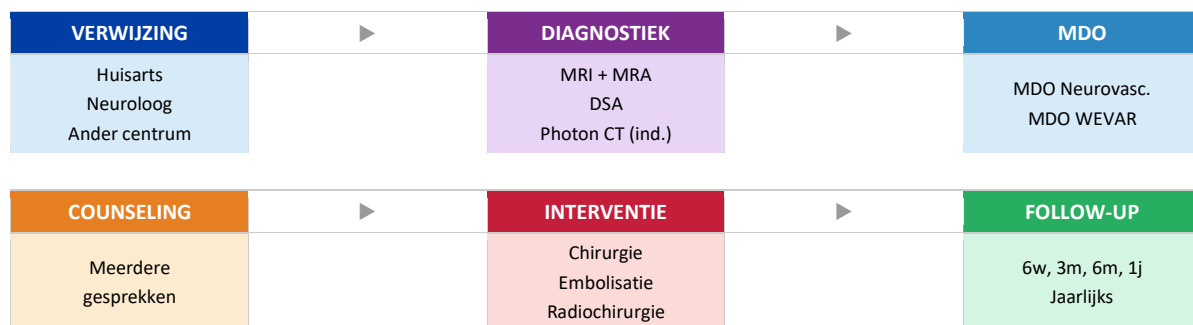 VERWIJZING ▶ DIAGNOSTIEK ▶ MDO
Huisarts
Neuroloog
Ander centrum
MRI + MRA
DSA
Photon CT (ind.)
MDO Neurovasc.
MDO WEVAR
COUNSELING ▶ INTERVENTIE ▶ FOLLOW-UP
Meerdere
gesprekken
Chirurgie
Embolisatie
Radiochirurgie
6w, 3m, 6m, 1j
Jaarlijks